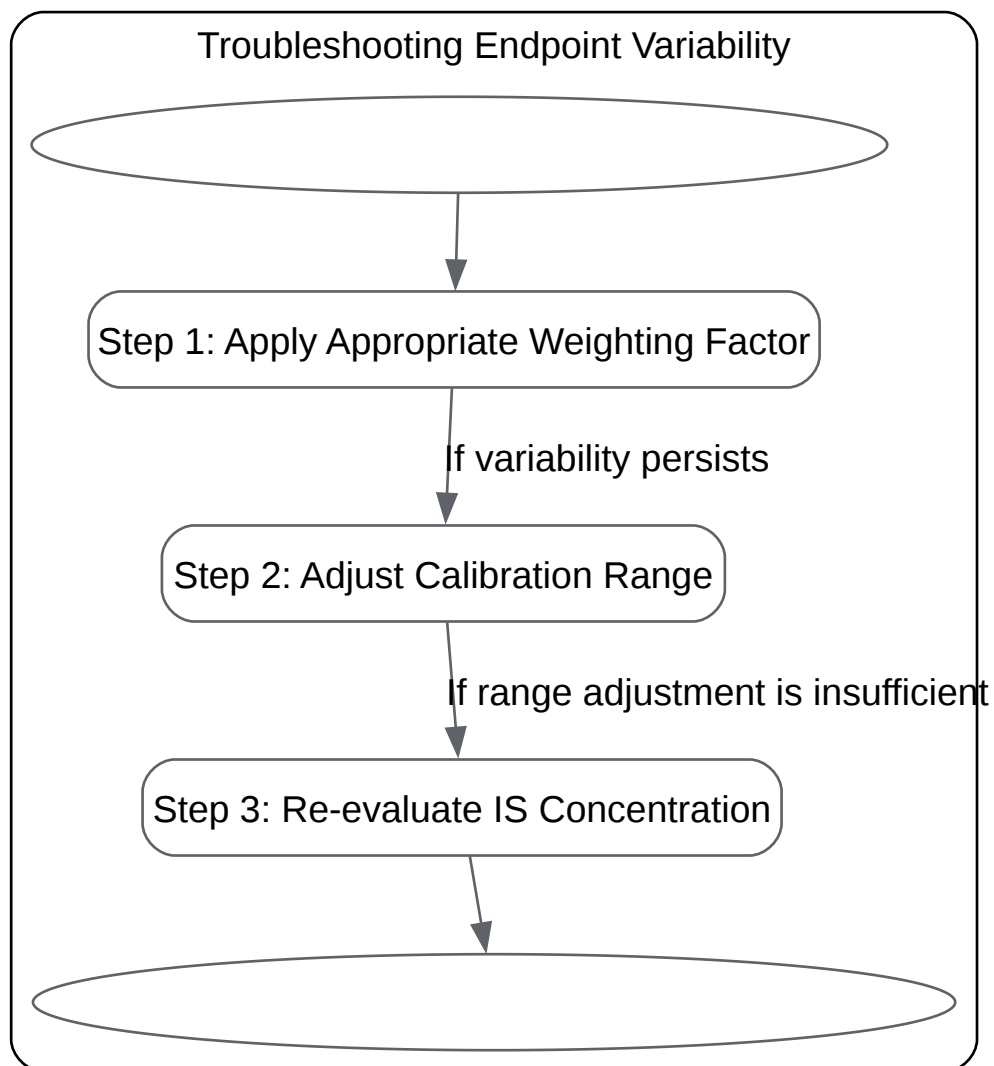 Troubleshooting Endpoint Variability
Step 1: Apply Appropriate Weighting Factor
If variability persists
Step 2: Adjust Calibration Range
If range adjustment is insufficient
Step 3: Re-evaluate IS Concentration